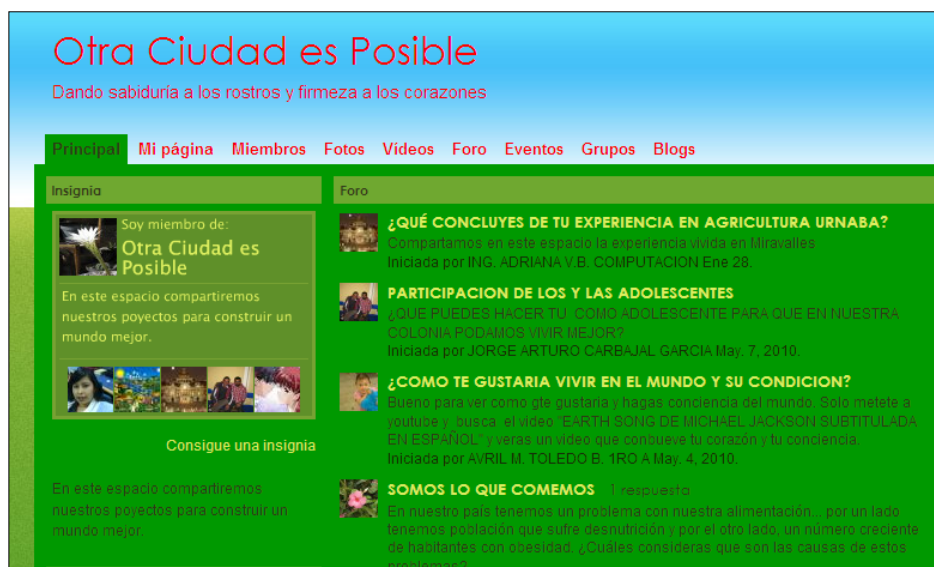 Otra Ciudad es Posible
Dando sabiduría a los rostros y firmeza a los corazones
Principal Mi página Miembros Fotos Vídeos Foro Eventos Grupos Blogs
Insignia
Soy miembro de:
Otra Ciudad es
Posible
En este espacio compartiremos
nuestros poyectos para construir un
mundo mejor.
Consigue una insignia
En este espacio compartiremos
nuestros poyectos para construir un
mundo mejor.
Foro
¿QUÉ CONCLUYES DE TU EXPERIENCIA EN AGRICULTURA URNABA?
Compartamos en este espacio la experiencia vivida en Miravalles
Iniciada por ING. ADRIANA V.B. COMPUTACION Ene 28.
PARTICIPACION DE LOS Y LAS ADOLESCENTES
¿QUE PUEDES HACER TU COMO ADOLESCENTE PARA QUE EN NUESTRA
COLONIA PODAMOS VIVIR MEJOR?
Iniciada por JORGE ARTURO CARBAJAL GARCIA May. 7, 2010.
¿COMO TE GUSTARIA VIVIR EN EL MUNDO Y SU CONDICION?
Bueno para ver como gte gustaria y hagas conciencia del mundo. Solo metete a
youtube y busca el video "EARTH SONG DE MICHAEL JACKSON SUBTITULADA
EN ESPAÑOL" y veras un video que conbueve tu corazón y tu conciencia.
Iniciada por AVRIL M. TOLEDO B. 1RO A May. 4, 2010.
SOMOS LO QUE COMEMOS 1 respuesta
En nuestro país tenemos un problema con nuestra alimentación... por un lado
tenemos población que sufre desnutrición y por el otro lado, un número creciente
de habitantes con obesidad. ¿Cuáles consideras que son las causas de estos
problemas?